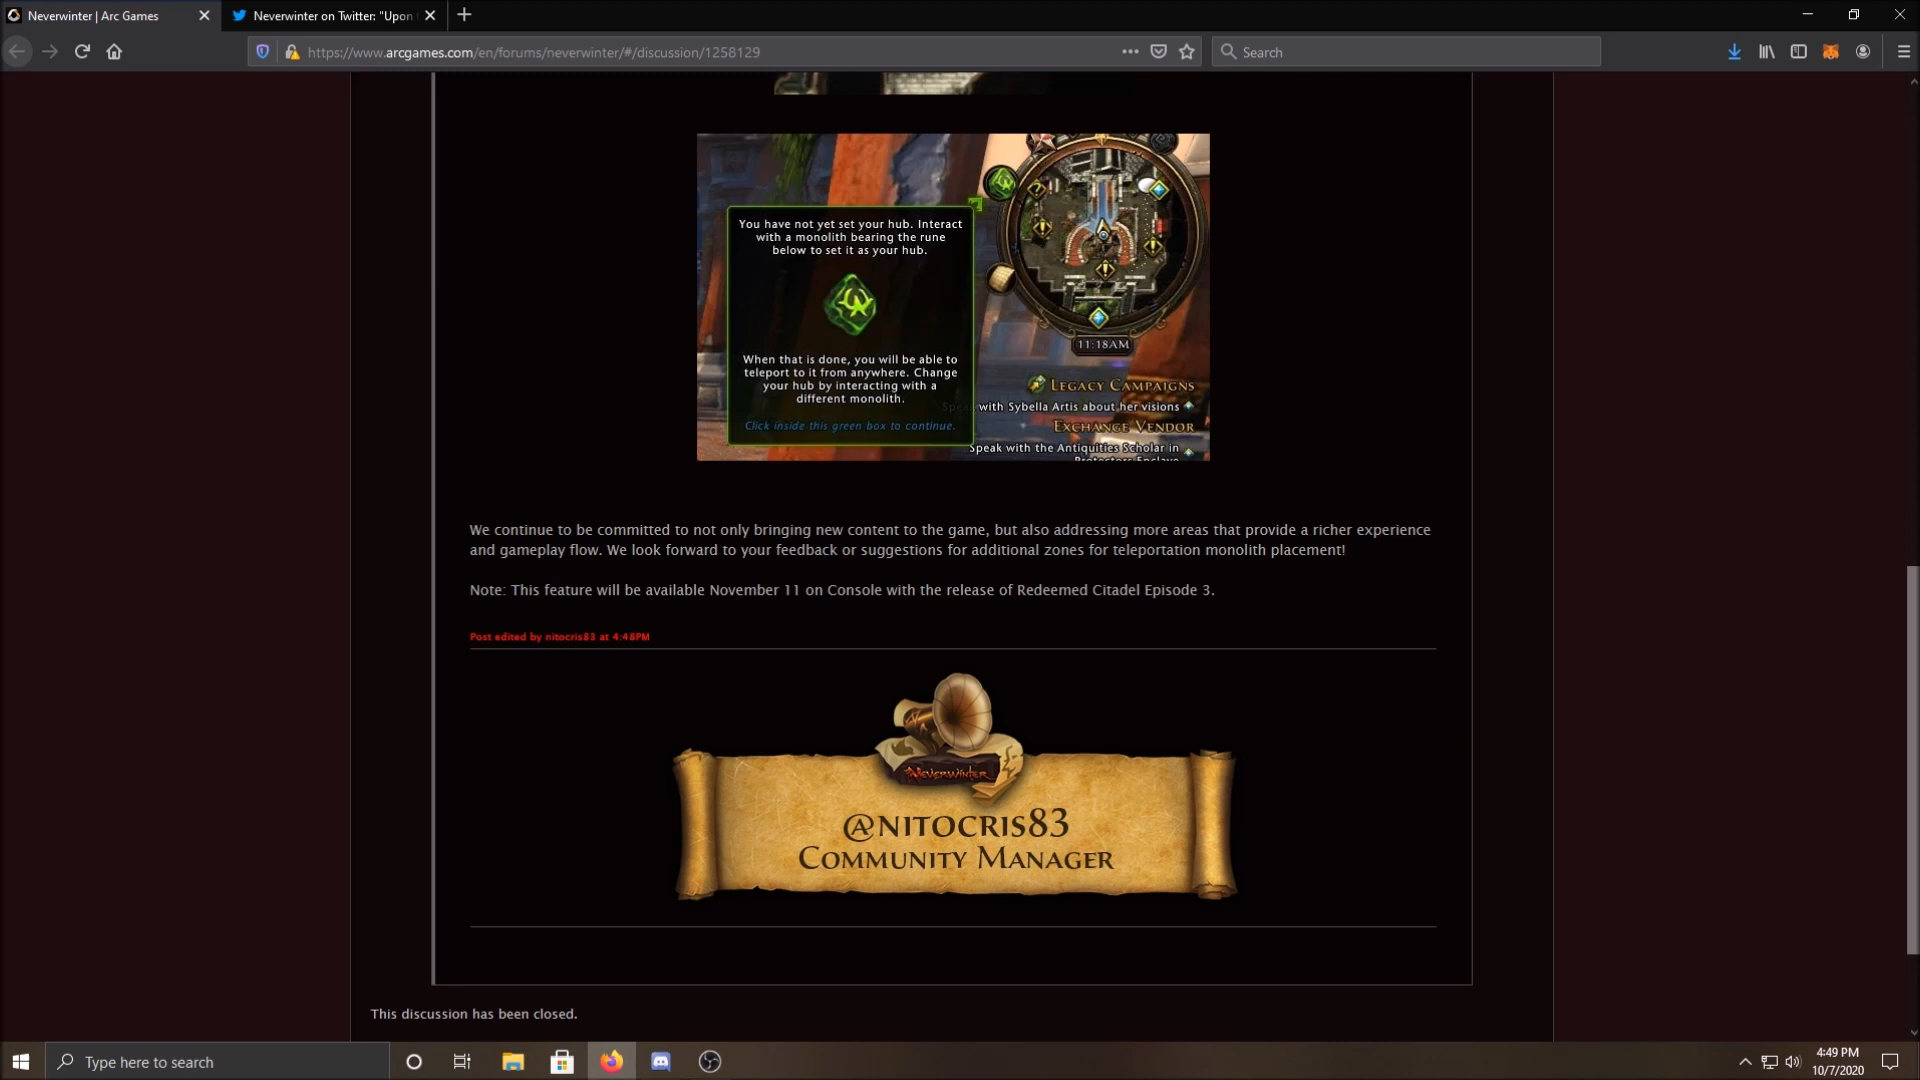 Neverwinter | Arc Games
Neverwinter on Twitter: "Upon
https://www.arcgames.com/en/forums/neverwinter/#/discussion/1258129
Search
You have not yet set your hub. Interact
with a monolith bearing the rune
below to set it as your hub.
When that is done, you will be able to
teleport to it from anywhere. Change
your hub by interacting with a
different monolith.
Click inside this green box to continue.
11:18AM
Legacy Campaigns
Speak with Sybella Artis about her visions
Exchange Vendor
Speak with the Antiquities Scholar in
Protectors Enclave
We continue to be committed to not only bringing new content to the game, but also addressing more areas that provide a richer experience
and gameplay flow. We look forward to your feedback or suggestions for additional zones for teleportation monolith placement!
Note: This feature will be available November 11 on Console with the release of Redeemed Citadel Episode 3.
Post edited by nitocris83 at 4:48PM
Neverwinter
@nitocris83
Community Manager
This discussion has been closed.
Type here to search
4:49 PM
10/7/2020